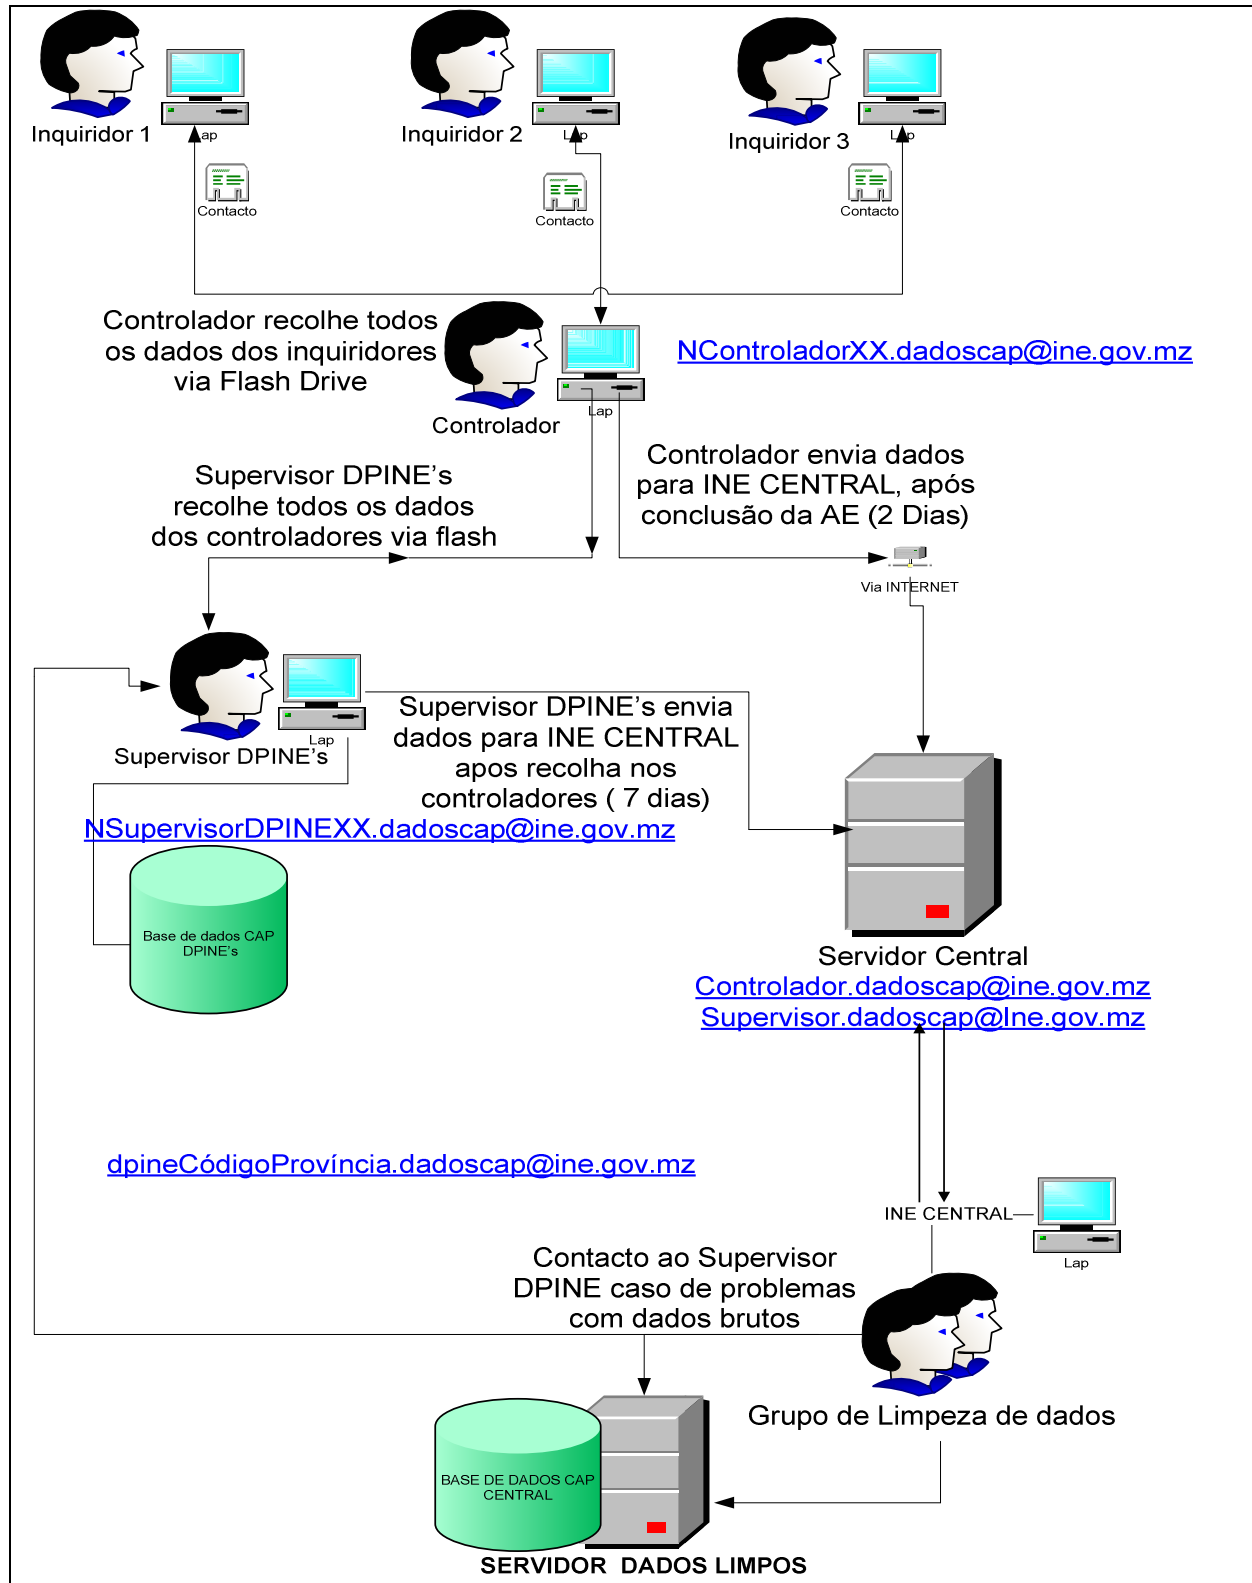 Inquiridor 1
ap
Inquiridor 2
Lap
Inquiridor 3
Lap
Contacto
Contacto
Contacto
Controlador recolhe todos
os dados dos inquiridores
via Flash Drive
Controlador
Lap
NControladorXX.dadoscap@ine.gov.mz
Supervisor DPINE's
recolhe todos os dados
dos controladores via flash
Controlador envia dados
para INE CENTRAL, após
conclusão da AE (2 Dias)
Via INTERNET
Lap
Supervisor DPINE's
Supervisor DPINE's envia
dados para INE CENTRAL
apos recolha nos
controladores ( 7 dias)
NSupervisorDPINEXX.dadoscap@ine.gov.mz
Base de dados CAP
DPINE's
Servidor Central
Controlador.dadoscap@ine.gov.mz
Supervisor.dadoscap@Ine.gov.mz
dpineCódigoProvíncia.dadoscap@ine.gov.mz
INE CENTRAL
Lap
Contacto ao Supervisor
DPINE caso de problemas
com dados brutos
Grupo de Limpeza de dados
BASE DE DADOS CAP
CENTRAL
SERVIDOR DADOS LIMPOS